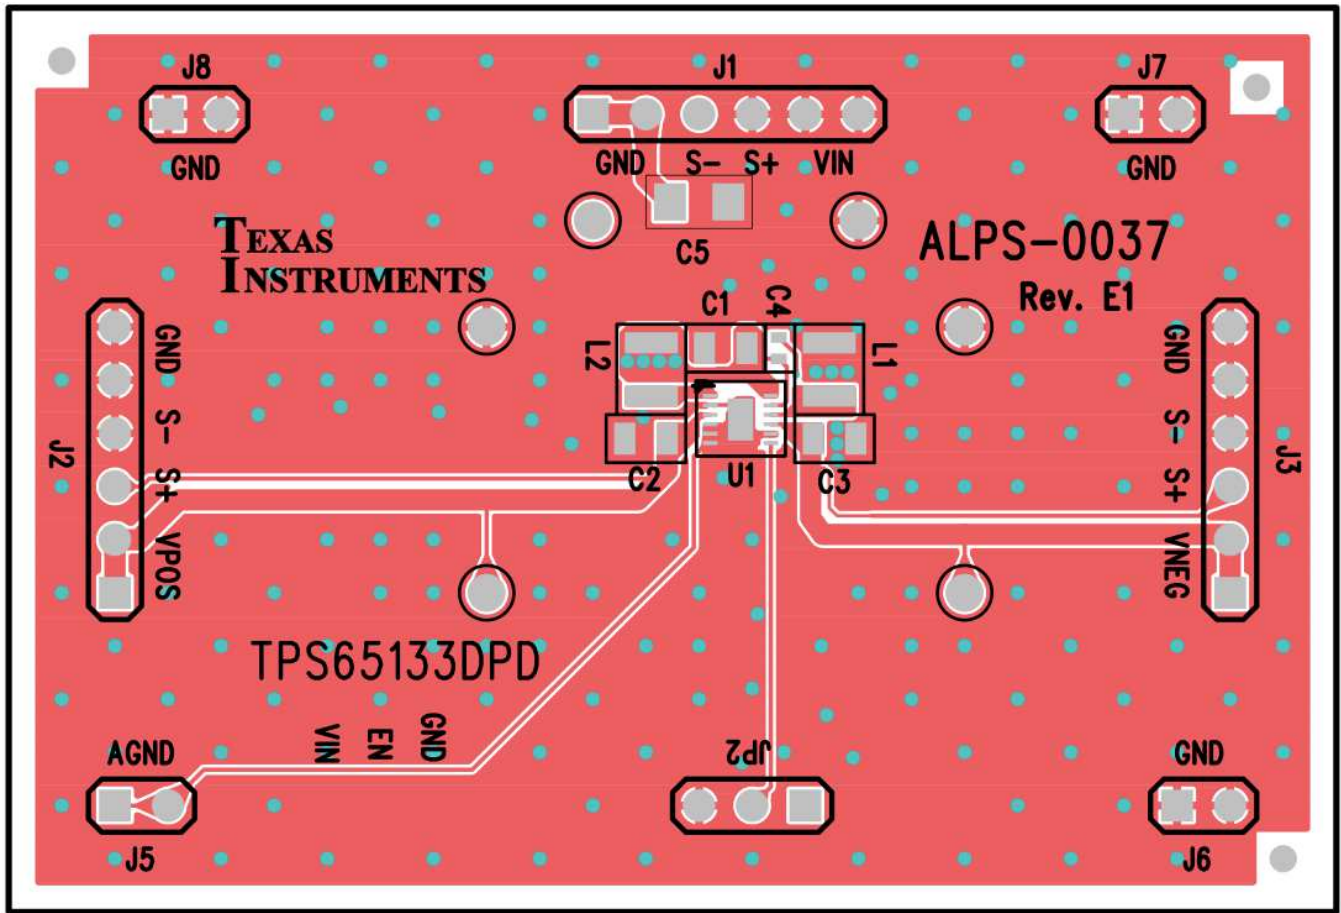 J8
J1
J7
GND
GND S- S+ VIN
GND
TEXAS
INSTRUMENTS
C5
ALPS-0037
Rev. E1
C1
C4
L2
L1
GND
S-
S+
VPOS
J2
GND
S-
S+
VNEG
J3
C2
U1
C3
TPS65133DPD
VIN
EN
GND
AGND
JP2
GND
J5
J6